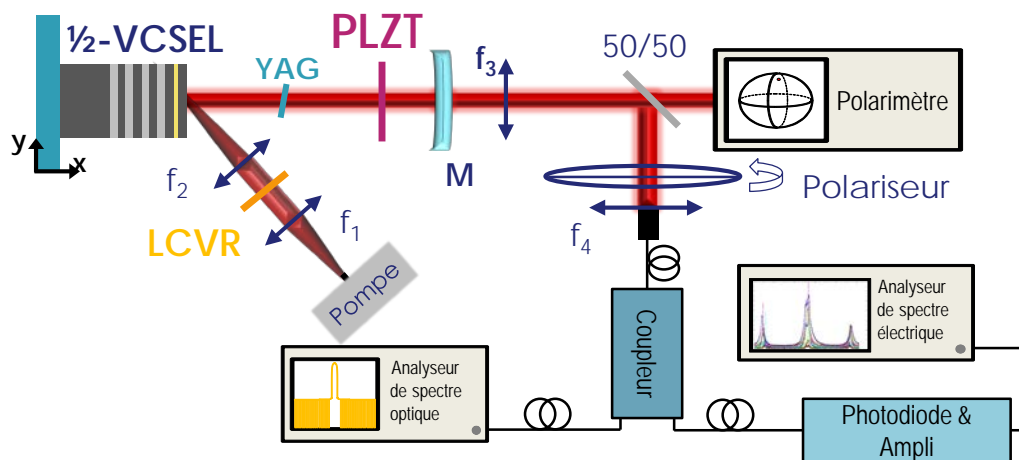 ½-VCSEL
YAG
PLZT
f3
M
50/50
Polarimètre
y
x
f2
LCVR
f1
Pompe
Polariseur
f4
Coupleur
Analyseur
de spectre
électrique
Analyseur
de spectre
optique
Photodiode &
Ampli